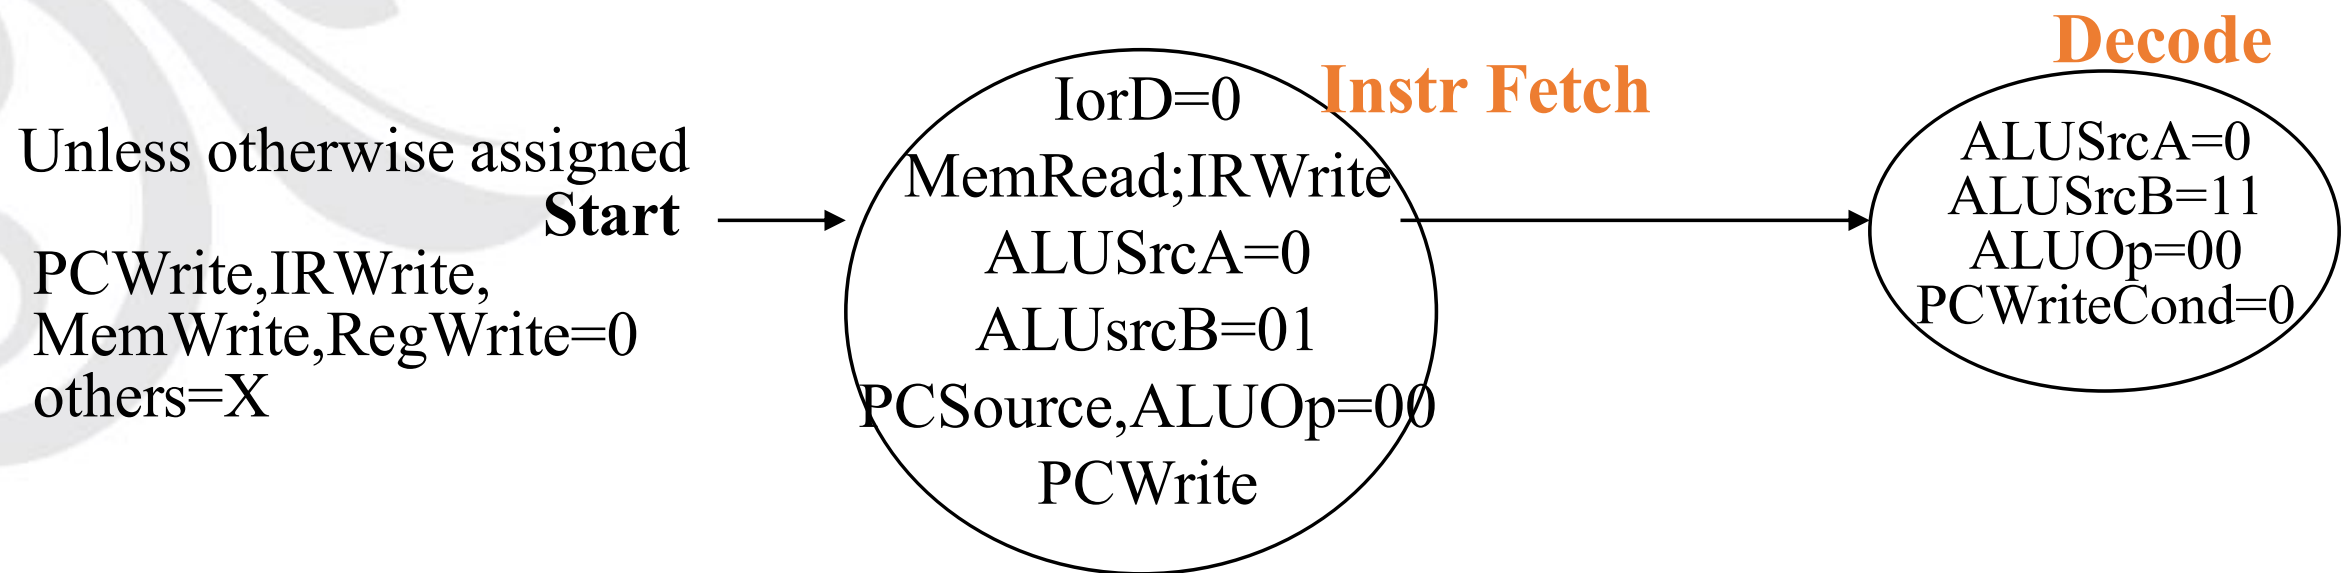 Unless otherwise assigned
Start
PCWrite,IRWrite,
MemWrite,RegWrite=0
others=X
Instr Fetch
IorD=0
MemRead;IRWrite
ALUSrcA=0
ALUsrcB=01
PCSource,ALUOp=00
PCWrite
Decode
ALUSrcA=0
ALUSrcB=11
ALUOp=00
PCWriteCond=0